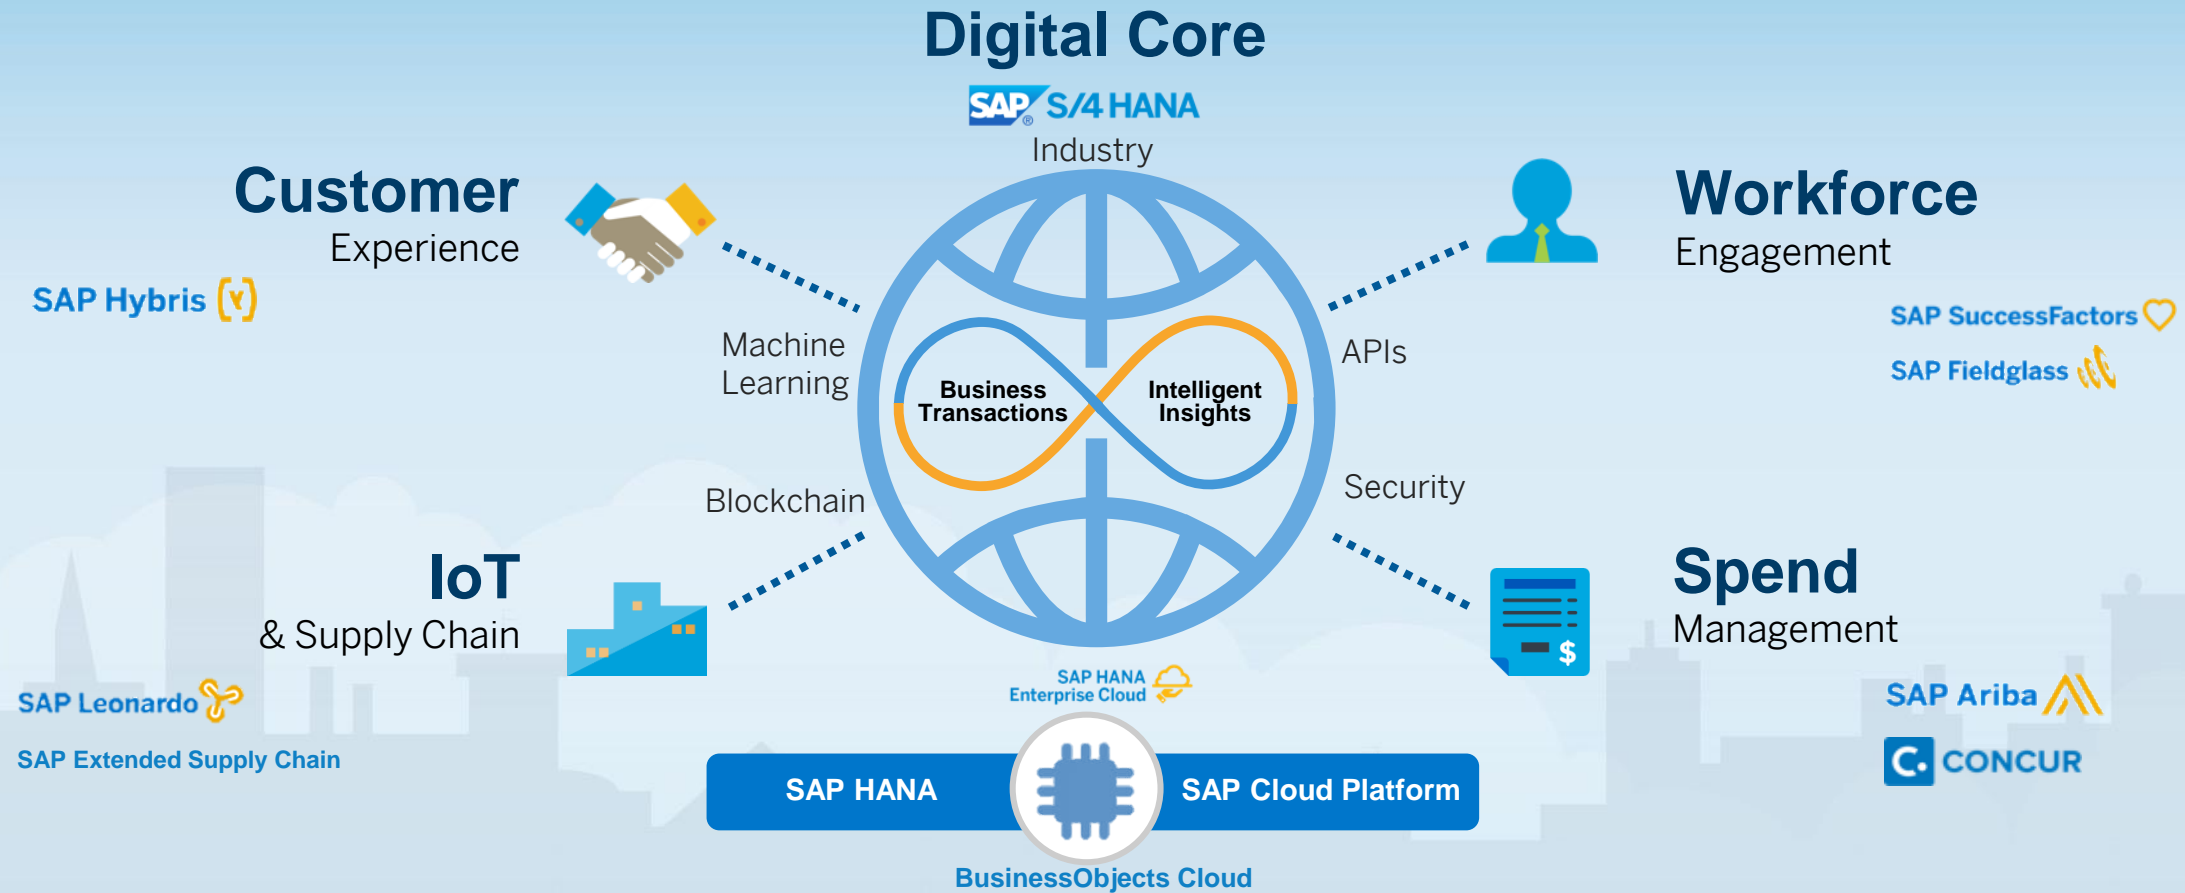 Digital Core
SAP® S/4 HANA
Industry
Customer
Experience
SAP Hybris
Workforce
Engagement
SAP SuccessFactors
SAP Fieldglass
Machine
Learning
APIs
Business
Transactions
Intelligent
Insights
Blockchain
Security
IoT
& Supply Chain
SAP Leonardo
SAP Extended Supply Chain
Spend
Management
$
SAP Ariba
C. CONCUR
SAP HANA
Enterprise Cloud
SAP HANA
SAP Cloud Platform
BusinessObjects Cloud